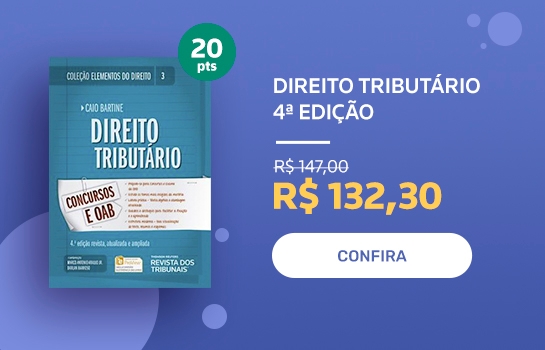 20
pts
COLEÇÃO ELEMENTOS DO DIREITO 3
CAIO BARTINE
DIREITO
TRIBUTÁRIO
CONCURSOS
E OAB
4.ª edição revista, atualizada e ampliada
REVISTA DOS
TRIBUNAIS
DIREITO TRIBUTÁRIO
4ª EDIÇÃO
R$ 147,00
R$ 132,30
CONFIRA